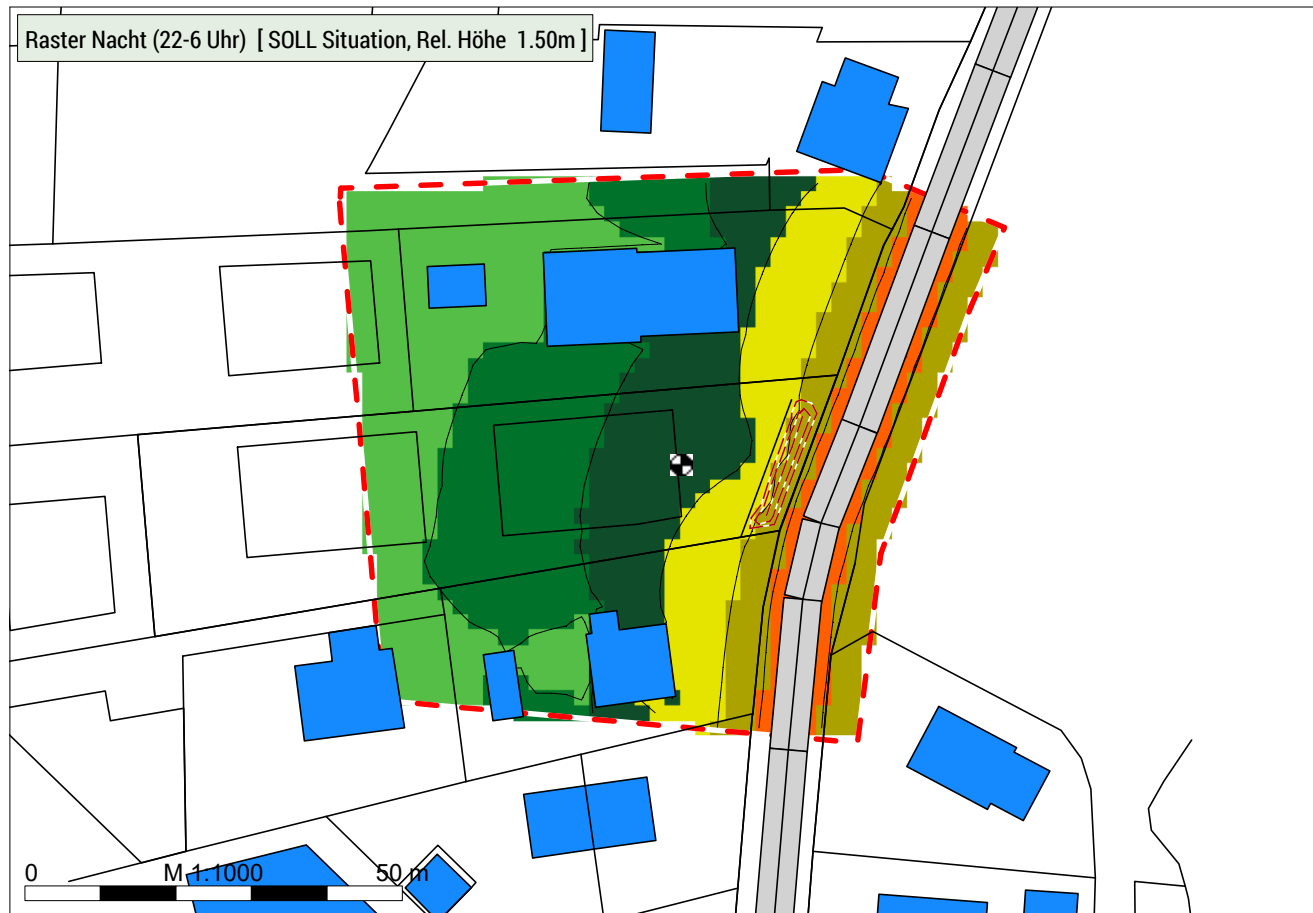 Raster Nacht (22-6 Uhr) [ SOLL Situation, Rel. Höhe 1.50m ]
0 M 1:1000 50 m